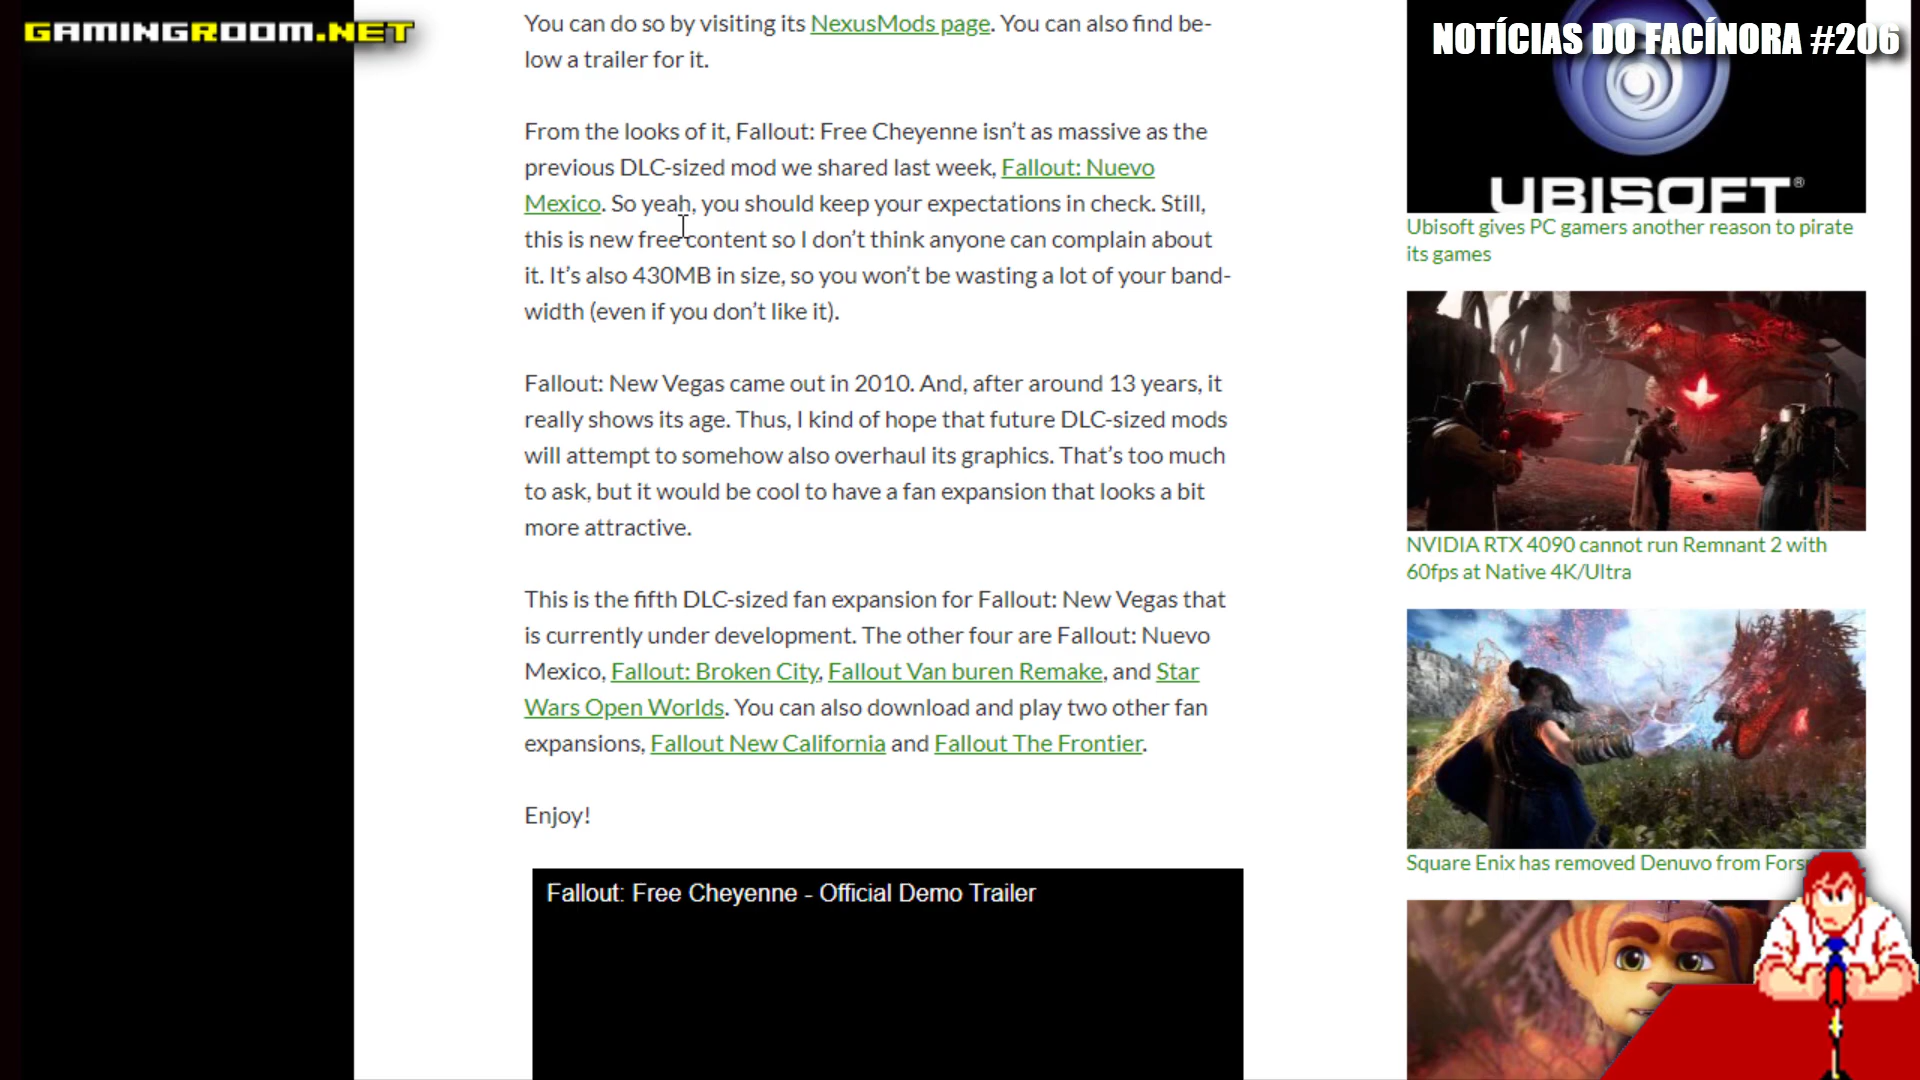 GAMINGROOM.NET
NOTÍCIAS DO FACÍNORA #206
You can do so by visiting its NexusMods page. You can also find be-
low a trailer for it.
From the looks of it, Fallout: Free Cheyenne isn’t as massive as the
previous DLC-sized mod we shared last week, Fallout: Nuevo
Mexico. So yeah, you should keep your expectations in check. Still,
this is new free content so I don’t think anyone can complain about
it. It’s also 430MB in size, so you won’t be wasting a lot of your band-
width (even if you don’t like it).
Fallout: New Vegas came out in 2010. And, after around 13 years, it
really shows its age. Thus, I kind of hope that future DLC-sized mods
will attempt to somehow also overhaul its graphics. That’s too much
to ask, but it would be cool to have a fan expansion that looks a bit
more attractive.
This is the fifth DLC-sized fan expansion for Fallout: New Vegas that
is currently under development. The other four are Fallout: Nuevo
Mexico, Fallout: Broken City, Fallout Van buren Remake, and Star
Wars Open Worlds. You can also download and play two other fan
expansions, Fallout New California and Fallout The Frontier.
Enjoy!
Fallout: Free Cheyenne - Official Demo Trailer
UBISOFT®
Ubisoft gives PC gamers another reason to pirate
its games
NVIDIA RTX 4090 cannot run Remnant 2 with
60fps at Native 4K/Ultra
Square Enix has removed Denuvo from